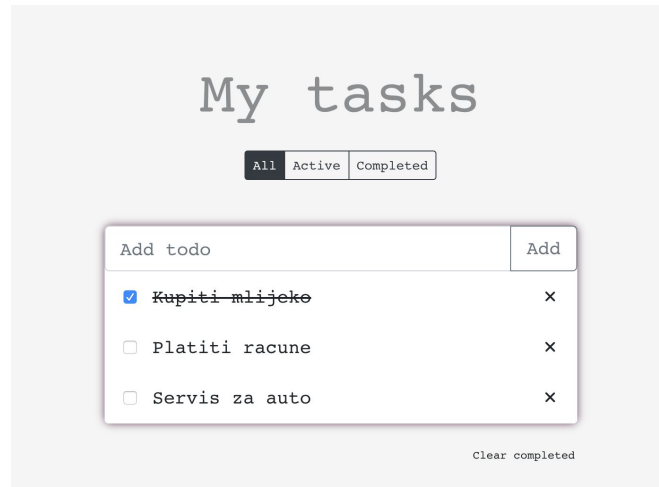 My tasks
All Active Completed
Add todo Add
Kupiti mlijeko
Platiti racune
Servis za auto
Clear completed